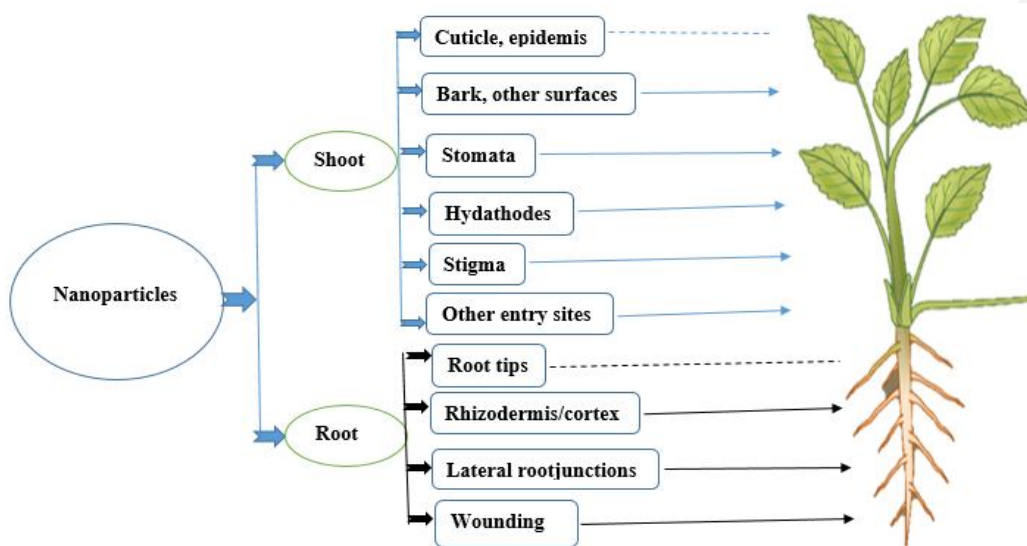 Nanoparticles
Shoot
Cuticle, epidemis
Bark, other surfaces
Stomata
Hydathodes
Stigma
Other entry sites
Root
Root tips
Rhizodermis/cortex
Lateral rootjunctions
Wounding